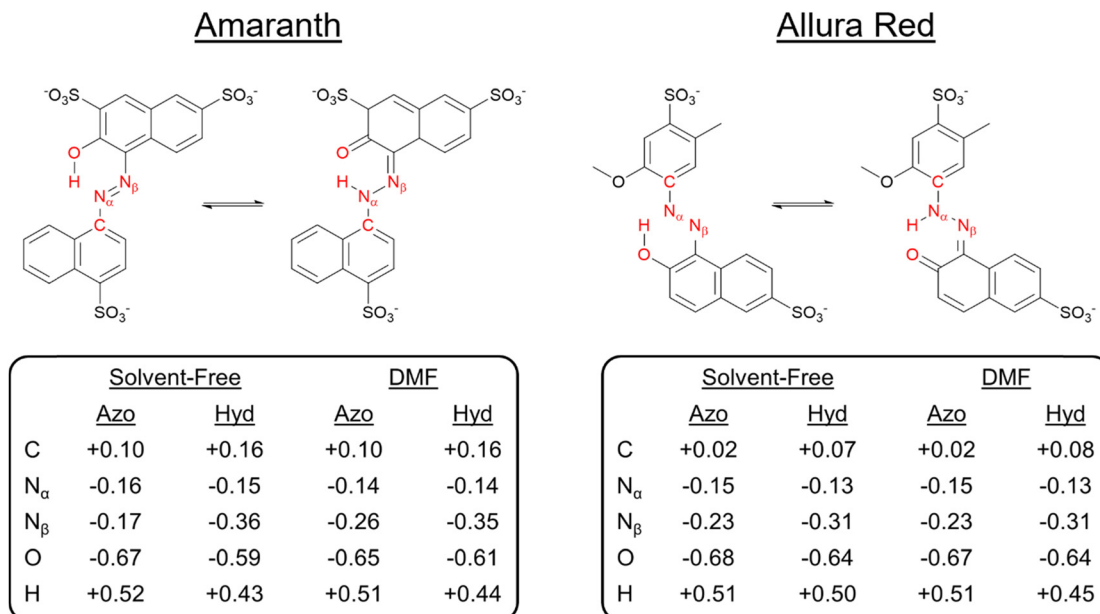 Amaranth
⁻O₃S SO₃⁻
O
H
Nβ
Nα
C
SO₃⁻
⁻O₃S SO₃⁻
O
H
Nβ
Nα
C
SO₃⁻
Solvent-Free DMF
Azo Hyd Azo Hyd
C +0.10 +0.16 +0.10 +0.16
Nα -0.16 -0.15 -0.14 -0.14
Nβ -0.17 -0.36 -0.26 -0.35
O -0.67 -0.59 -0.65 -0.61
H +0.52 +0.43 +0.51 +0.44
Allura Red
SO₃⁻
O
C
Nα
Nβ
H
O
SO₃⁻
SO₃⁻
O
C
Nα
H
Nβ
O
SO₃⁻
Solvent-Free DMF
Azo Hyd Azo Hyd
C +0.02 +0.07 +0.02 +0.08
Nα -0.15 -0.13 -0.15 -0.13
Nβ -0.23 -0.31 -0.23 -0.31
O -0.68 -0.64 -0.67 -0.64
H +0.51 +0.50 +0.51 +0.45